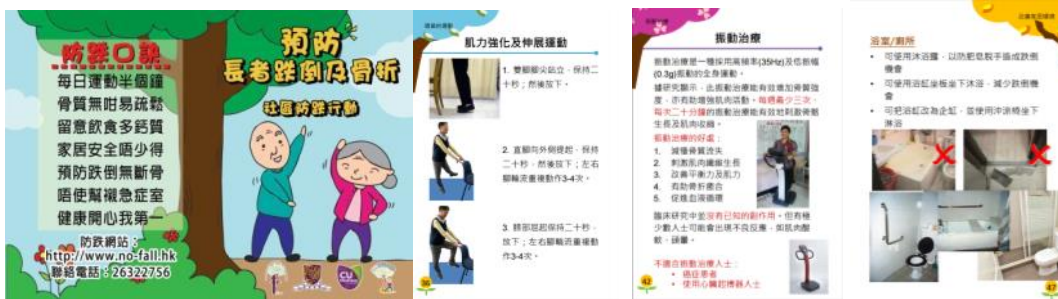 防跌口訣
每日運動半個鐘
骨質無咁易疏鬆
留意飲食多鈣質
家居安全唔少得
預防跌倒無斷骨
唔使幫襯急症室
健康開心我第一
防跌網站：
http://www.no-fall.hk
聯絡電話：26322756
預防
長者跌倒及骨折
社區防跌行動
肌力強化及伸展運動
1. 雙腳腳尖站立，保持二
十秒；然後放下。
2. 直腳向外側提起，保持
二十秒，然後放下；左右
腳輪流重複動作3-4次。
3. 髖部屈起保持二十秒，
放下；左右腳輪流重複動
作3-4次。
36
振動治療
振動治療是一種採用高頻率(35Hz)及低振幅
(0.3g)振動的全身運動。
據研究顯示，此振動治療能有效增加骨質強
度，亦有助增強肌肉活動。每週最少三次，
每次二十分鐘的振動治療能有效地刺激骨骼
生長及肌肉收縮。
振動治療的好處：
1. 減慢骨質流失
2. 刺激肌肉纖維生長
3. 改善平衡力及肌力
4. 有助骨折癒合
5. 促進血液循環
臨床研究中並沒有已知的副作用，但有極
少數人士可能會出現不良反應，如肌肉酸
軟、頭暈。
不適合振動治療人士：
• 癌症患者
• 使用心臟起搏器人士
42
浴室/廁所
• 可使用沐浴露，以防肥皂脫手造成跌倒
機會
• 可使用浴缸坐板坐下沐浴，減少跌倒機
會
• 可把浴缸改為企缸，並使用沖涼椅坐下
淋浴
47